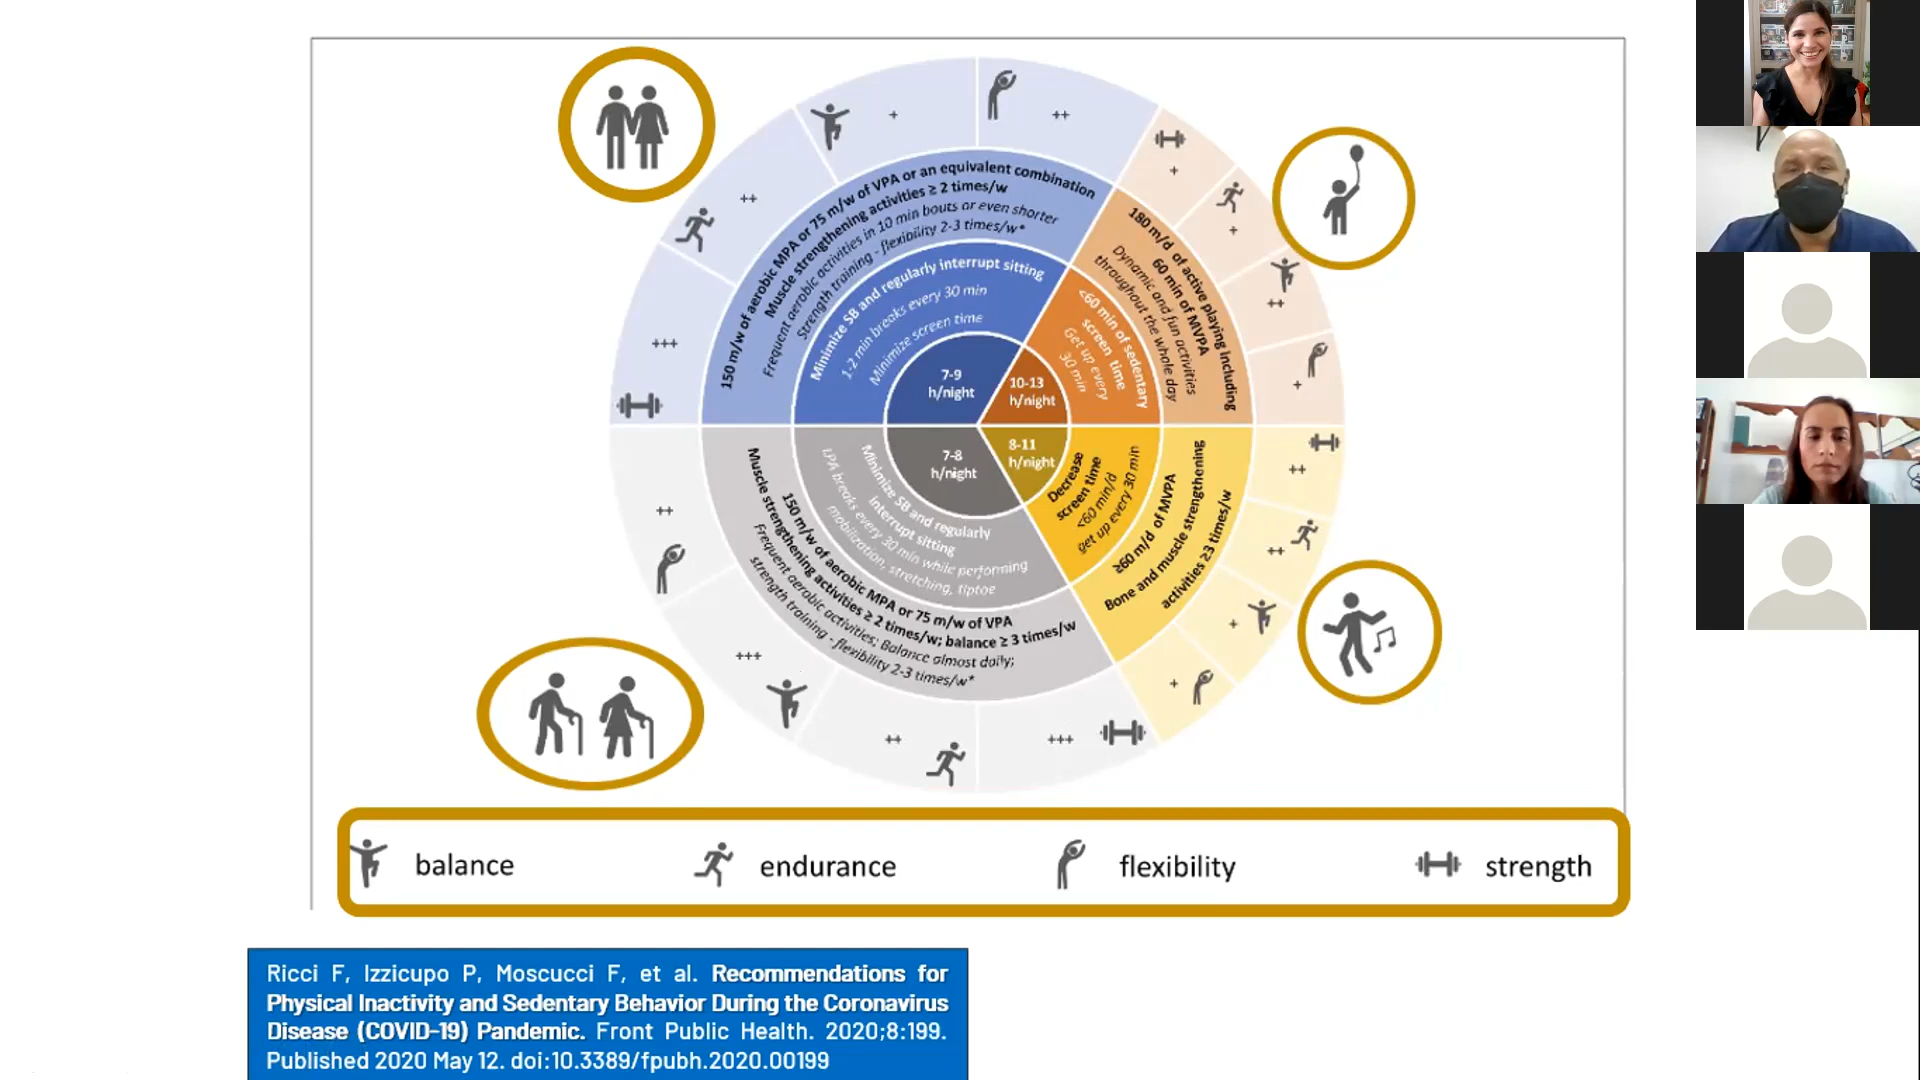 +
++
++
+++
150 m/w of aerobic MPA or 75 m/w of VPA or an equivalent combination
Muscle strengthening activities ≥ 2 times/w
Frequent aerobic activities in 10 min bouts or even shorter
Strength training - flexibility 2-3 times/w*
Minimize SB and regularly interrupt sitting
1-2 min breaks every 30 min
Minimize screen time
7-9
h/night
+
+
++
+
180 m/d of active playing including
60 min of MVPA
Dynamic and fun activities
throughout the whole day
<60 min of sedentary
screen time
Get up every
30 min
10-13
h/night
8-11
h/night
Decrease
screen time
<60 min/d
get up every 30 min
≥60 m/d of MVPA
Bone and muscle strengthening
activities ≥3 times/w
++
++
+
+
7-8
h/night
Minimize SB and regularly
interrupt sitting
LPA breaks every 30 min while performing
mobilization, stretching, tiptoe
150 m/w of aerobic MPA or 75 m/w of VPA
Muscle strengthening activities ≥ 2 times/w; balance ≥ 3 times/w
Frequent aerobic activities; Balance almost daily;
strength training - flexibility 2-3 times/w*
++
+++
++
+++
balance endurance flexibility strength
Ricci F, Izzicupo P, Moscucci F, et al. Recommendations for
Physical Inactivity and Sedentary Behavior During the Coronavirus
Disease (COVID-19) Pandemic. Front Public Health. 2020;8:199.
Published 2020 May 12. doi:10.3389/fpubh.2020.00199